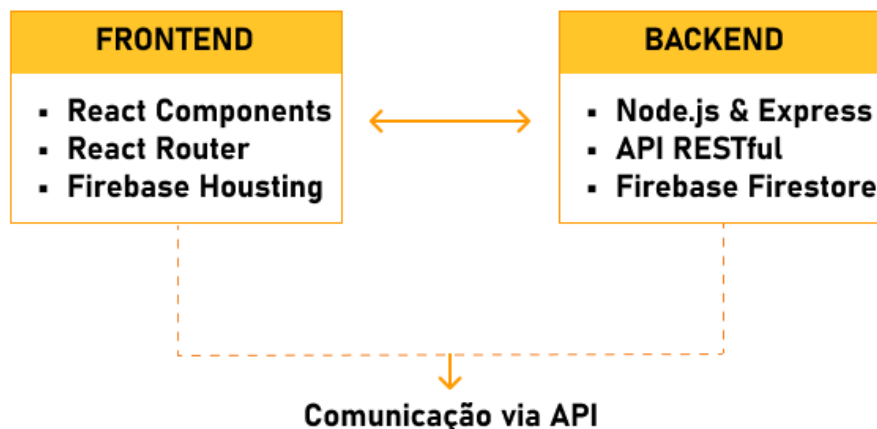 FRONTEND
▪ React Components
▪ React Router
▪ Firebase Housting
BACKEND
▪ Node.js & Express
▪ API RESTful
▪ Firebase Firestore
Comunicação via API